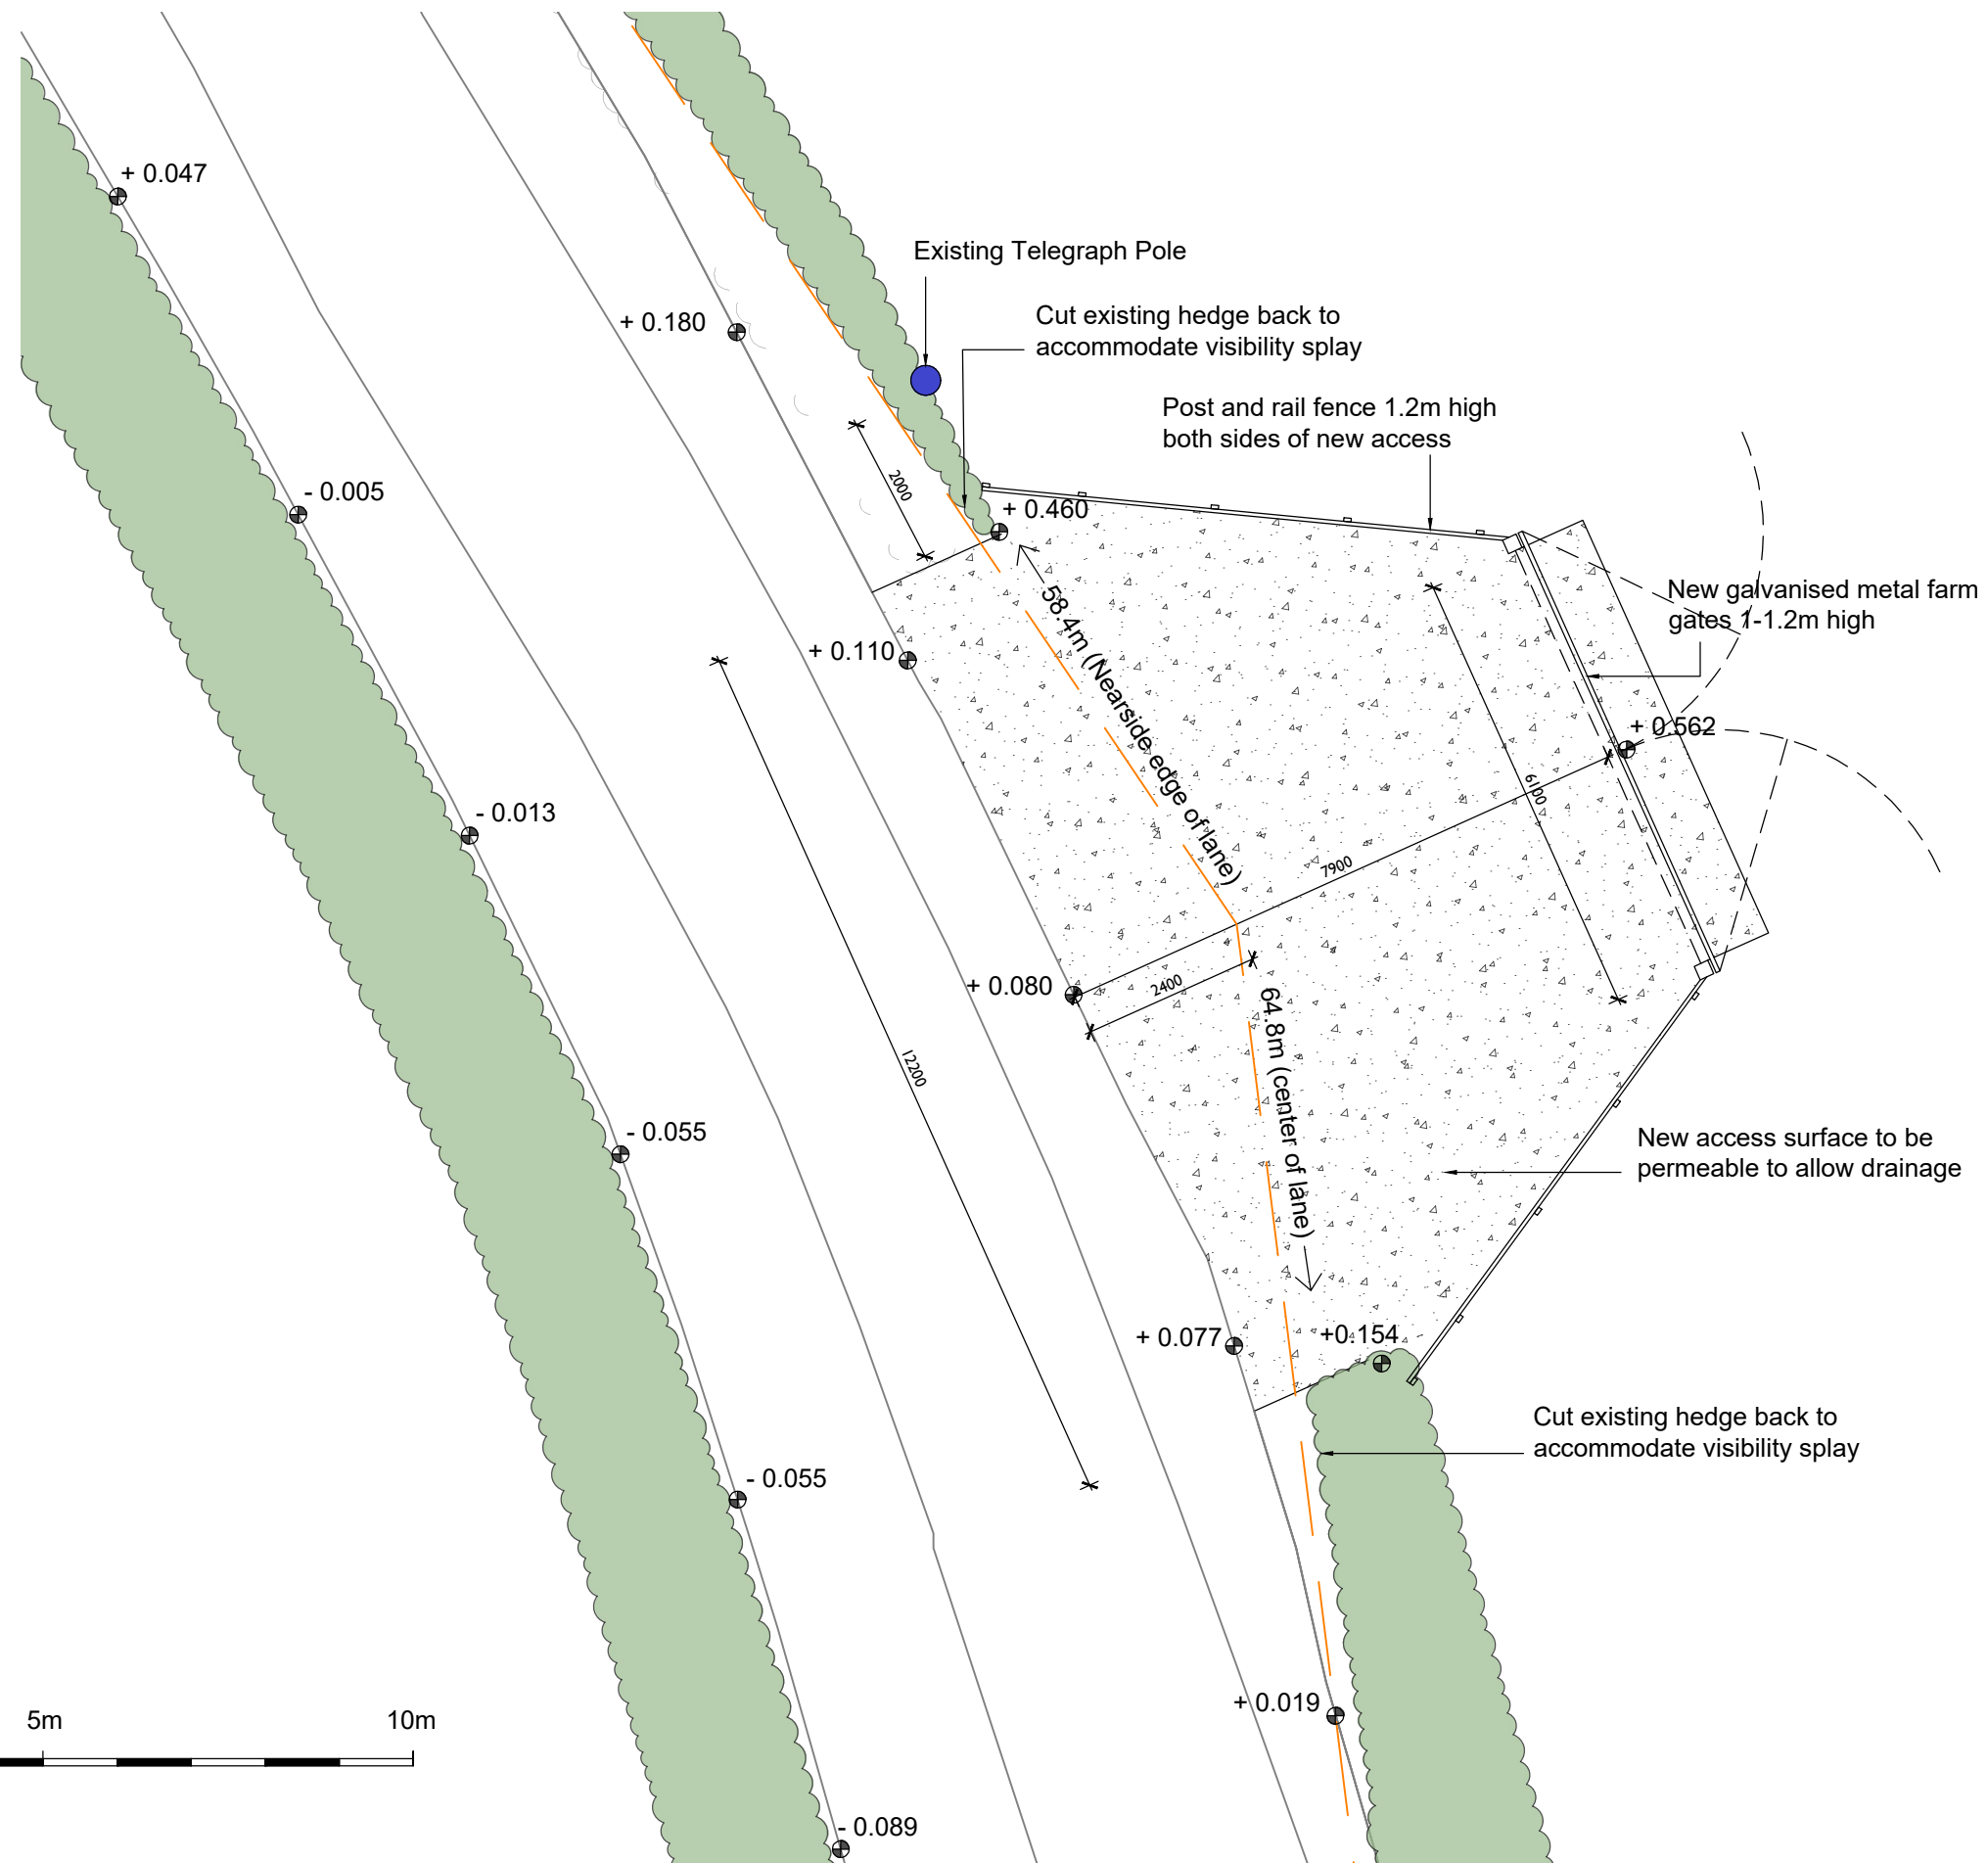 + 0.047
Existing Telegraph Pole
Cut existing hedge back to
accommodate visibility splay
+ 0.180
Post and rail fence 1.2m high
both sides of new access
2000
- 0.005
+ 0.460
New galvanised metal farm
gates 1-1.2m high
58.4m (Nearside edge of lane)
+ 0.110
+ 0.562
6100
- 0.013
7900
+ 0.080
2400
64.8m (center of lane)
12200
- 0.055
New access surface to be
permeable to allow drainage
+ 0.077
+0.154
Cut existing hedge back to
accommodate visibility splay
- 0.055
+ 0.019
5m
10m
- 0.089